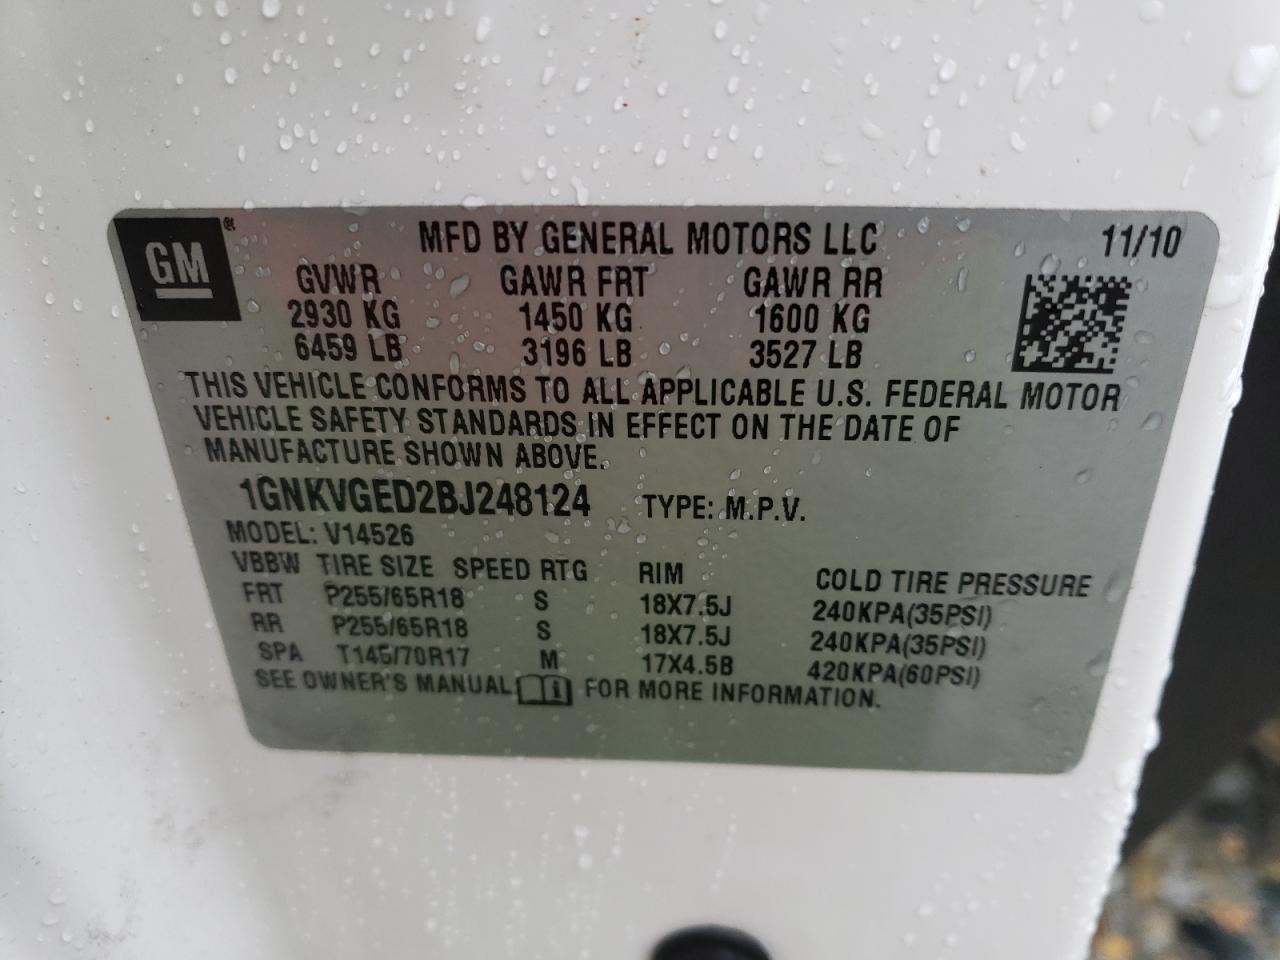 GM ®
MFD BY GENERAL MOTORS LLC 11/10
GVWR GAWR FRT GAWR RR
2930 KG 1450 KG 1600 KG
6459 LB 3196 LB 3527 LB
THIS VEHICLE CONFORMS TO ALL APPLICABLE U.S. FEDERAL MOTOR
VEHICLE SAFETY STANDARDS IN EFFECT ON THE DATE OF
MANUFACTURE SHOWN ABOVE.
1GNKVGED2BJ248124 TYPE: M.P.V.
MODEL: V14526
VBBW TIRE SIZE SPEED RTG RIM COLD TIRE PRESSURE
FRT P255/65R18 S 18X7.5J 240KPA(35PSI)
RR P255/65R18 S 18X7.5J 240KPA(35PSI)
SPA T145/70R17 M 17X4.5B 420KPA(60PSI)
SEE OWNER'S MANUAL FOR MORE INFORMATION.